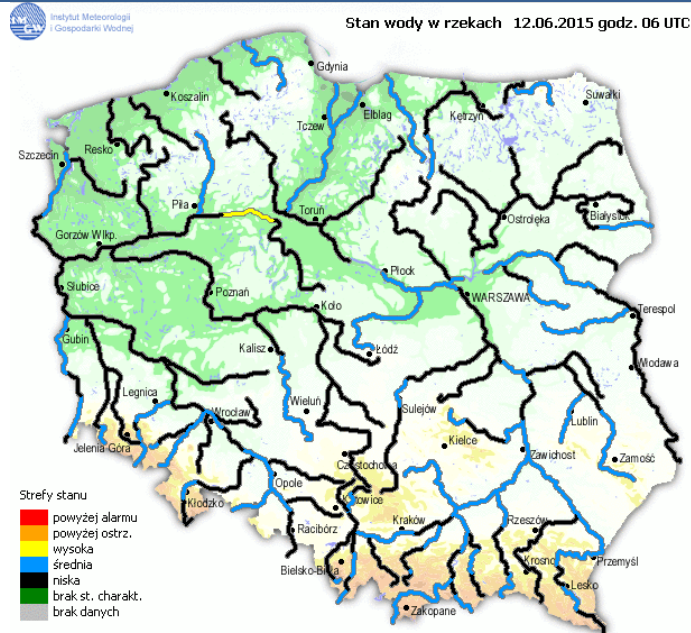 Instytut Meteorologii
i Gospodarki Wodnej
Stan wody w rzekach 12.06.2015 godz. 06 UTC
Gdynia
Koszalin
Suwałki
Elbląg
Kętrzyn
Tczew
Resko
Szczecin
Piła
Toruń
Ostrołęka
Białystok
Gorzów Wlkp.
Płock
Słubice
Poznań
WARSZAWA
Koło
Terespol
Gubin
Kalisz
Łódź
Włodawa
Legnica
Wieluń
Sulejów
Wrocław
Lublin
Jelenia Góra
Kielce
Zawichost
Zamość
Częstochowa
Opole
Kłodzko
Katowice
Racibórz
Kraków
Rzeszów
Bielsko-Biała
Krosno
Przemyśl
Lesko
Zakopane
Strefy stanu
powyżej alarmu
powyżej ostrz.
wysoka
średnia
niska
brak st. charakt.
brak danych